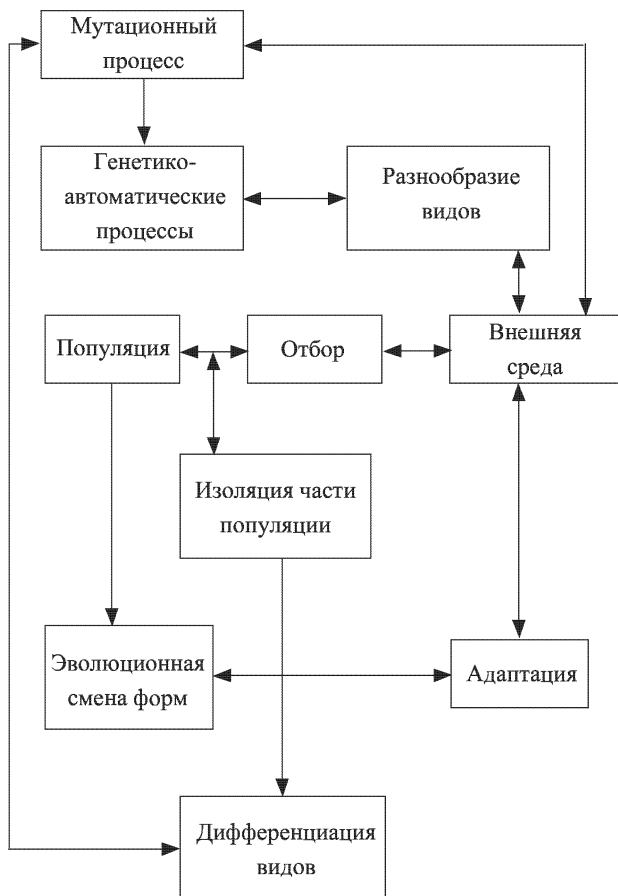 Мутационный
процесс
Генетико-
автоматические
процессы
Разнообразие
видов
Популяция
Отбор
Внешняя
среда
Изоляция части
популяции
Эволюционная
смена форм
Адаптация
Дифференциация
видов